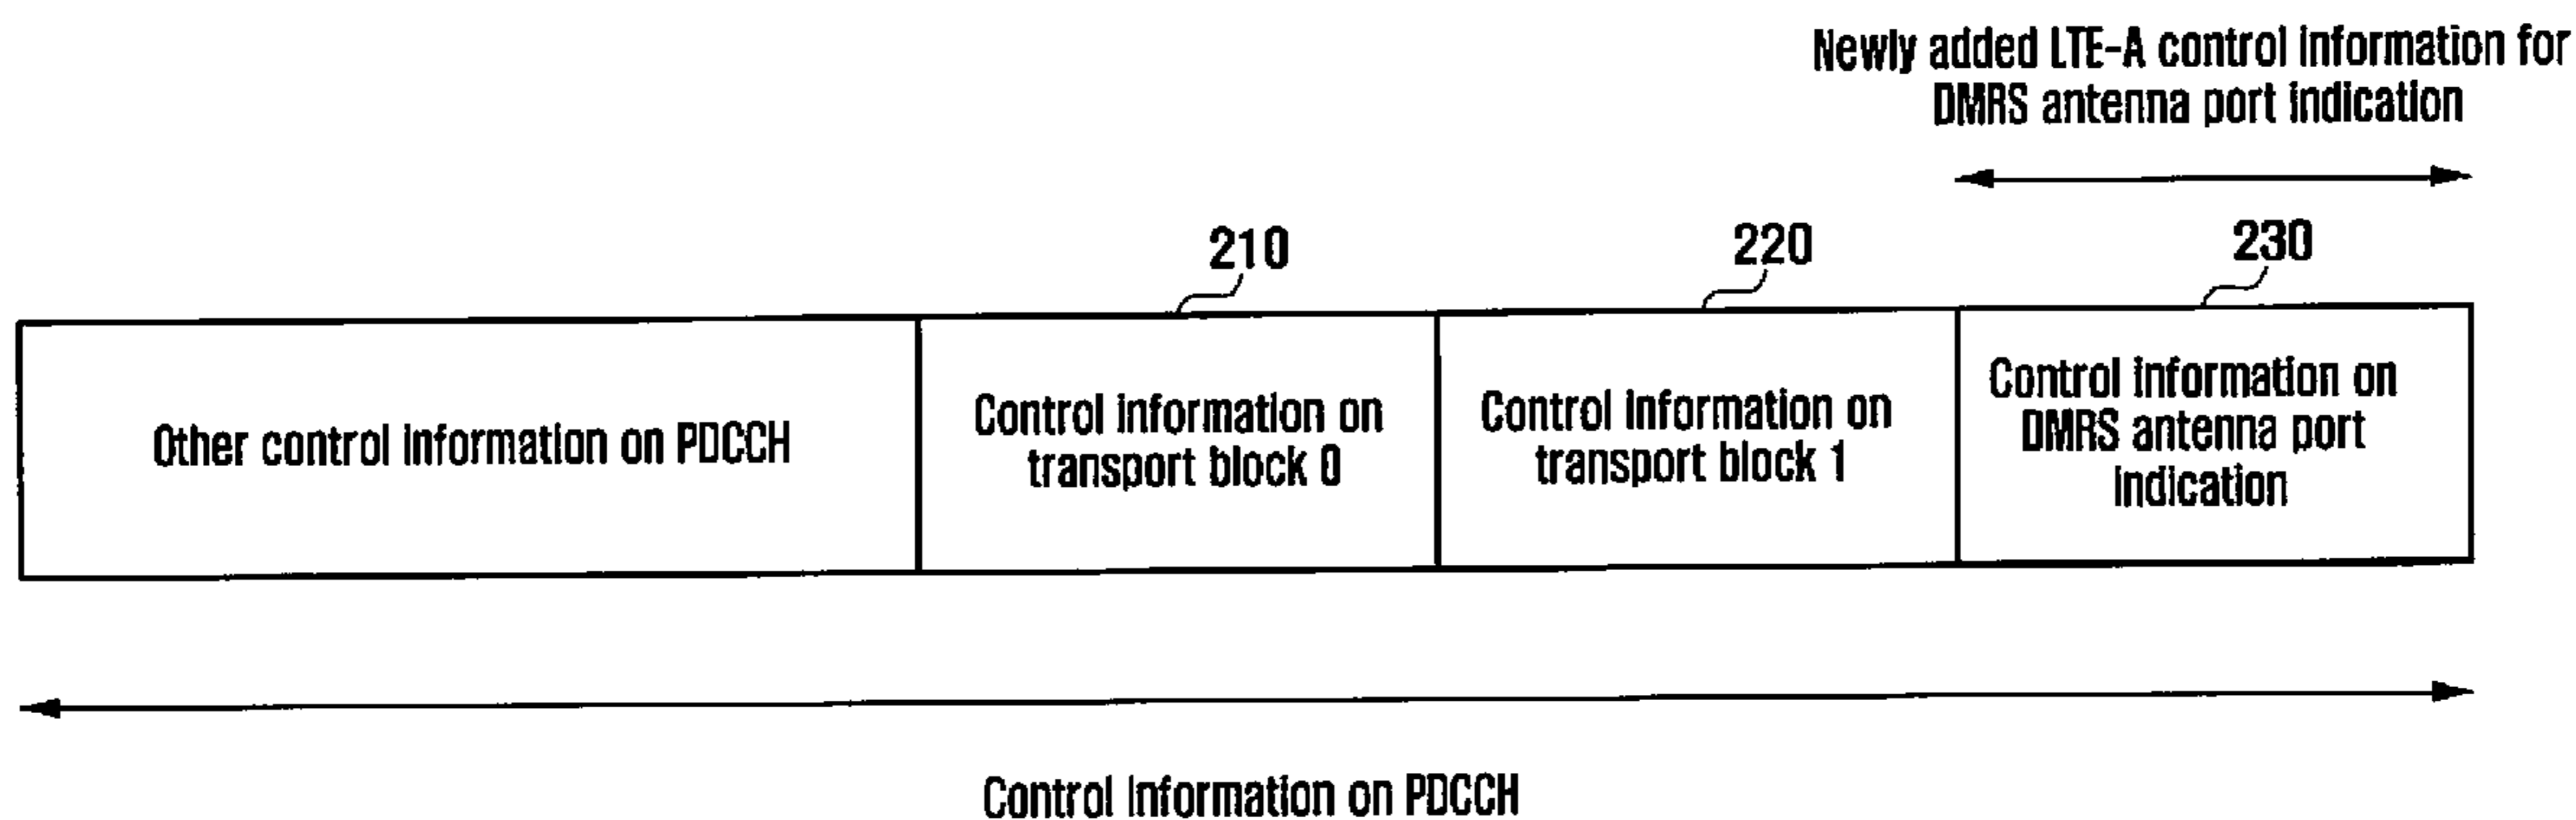 Newly added LTE-A control information for
DMRS antenna port indication
210
220
230
Other control information on PDCCH
Control information on
transport block 0
Control information on
transport block 1
Control information on
DMRS antenna port
indication
Control information on PDCCH